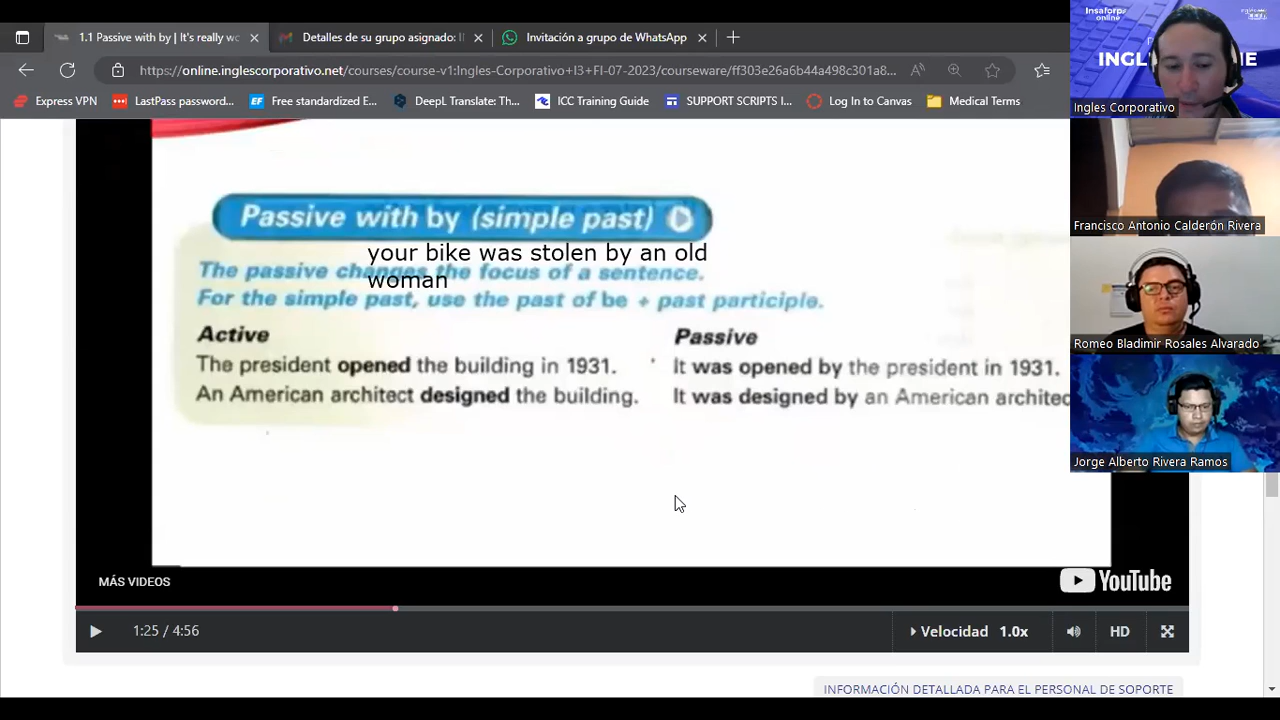 1.1 Passive with by | It's really wo
Detalles de su grupo asignado: II
Invitación a grupo de WhatsApp
https://online.inglescorporativo.net/courses/course-v1:Ingles-Corporativo+I3+FI-07-2023/courseware/ff303e26a6b44a498c301a8...
Express VPN
LastPass password...
Free standardized E...
DeepL Translate: Th...
ICC Training Guide
SUPPORT SCRIPTS I...
Log In to Canvas
Medical Terms
Insaforp
online
INGL
NE
Ingles Corporativo
Francisco Antonio Calderón Rivera
Romeo Bladimir Rosales Alvarado
Jorge Alberto Rivera Ramos
Passive with by (simple past)
your bike was stolen by an old
woman
The passive changes the focus of a sentence.
For the simple past, use the past of be + past participle.
Active
The president opened the building in 1931.
An American architect designed the building.
Passive
It was opened by the president in 1931.
It was designed by an American architec
MÁS VIDEOS
YouTube
1:25 / 4:56
Velocidad 1.0x
HD
INFORMACIÓN DETALLADA PARA EL PERSONAL DE SOPORTE